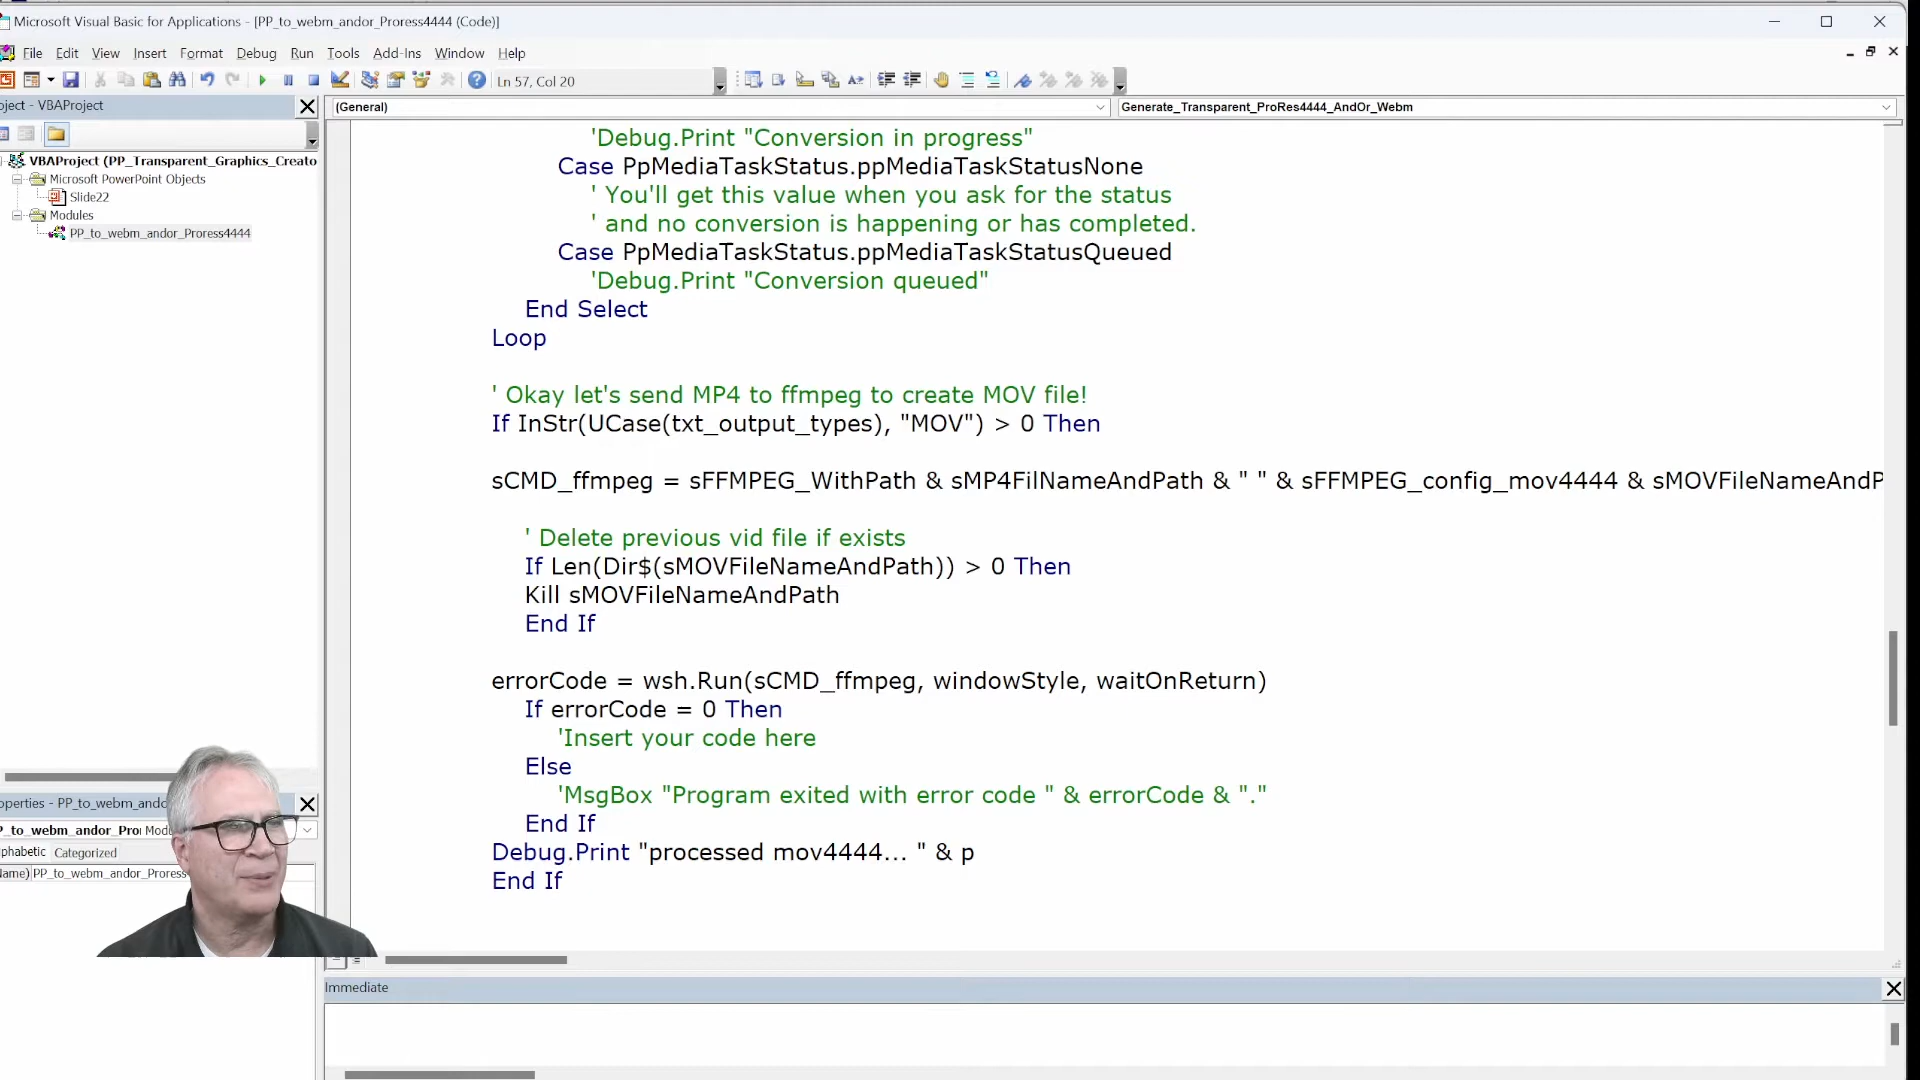 Microsoft Visual Basic for Applications - [PP_to_webm_andor_Proress4444 (Code)]
File Edit View Insert Format Debug Run Tools Add-Ins Window Help
Ln 57, Col 20
oject - VBAProject
(General)
Generate_Transparent_ProRes4444_AndOr_Webm
VBAProject (PP_Transparent_Graphics_Creato
Microsoft PowerPoint Objects
Slide22
Modules
PP_to_webm_andor_Proress4444
'Debug.Print "Conversion in progress"
Case PpMediaTaskStatus.ppMediaTaskStatusNone
' You'll get this value when you ask for the status
' and no conversion is happening or has completed.
Case PpMediaTaskStatus.ppMediaTaskStatusQueued
'Debug.Print "Conversion queued"
End Select
Loop
' Okay let's send MP4 to ffmpeg to create MOV file!
If InStr(UCase(txt_output_types), "MOV") > 0 Then
sCMD_ffmpeg = sFFMPEG_WithPath & sMP4FilNameAndPath & " " & sFFMPEG_config_mov4444 & sMOVFileNameAndP
' Delete previous vid file if exists
If Len(Dir$(sMOVFileNameAndPath)) > 0 Then
Kill sMOVFileNameAndPath
End If
errorCode = wsh.Run(sCMD_ffmpeg, windowStyle, waitOnReturn)
If errorCode = 0 Then
'Insert your code here
Else
'MsgBox "Program exited with error code " & errorCode & "."
End If
Debug.Print "processed mov4444... " & p
End If
operties - PP_to_webm_ando
P_to_webm_andor_Pro Modu
phabetic Categorized
Name) PP_to_webm_andor_Proress
Immediate